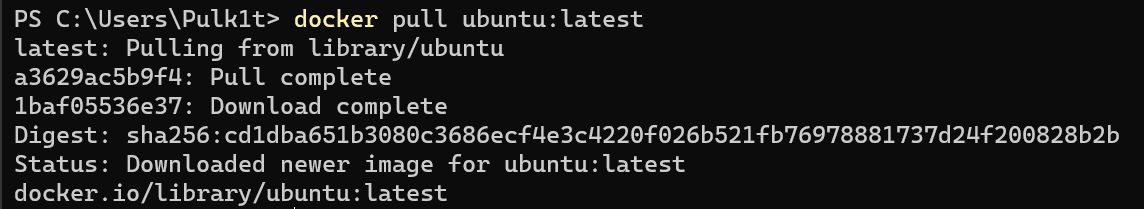 PS C:\Users\Pulk1t> docker pull ubuntu:latest
latest: Pulling from library/ubuntu
a3629ac5b9f4: Pull complete
1baf05536e37: Download complete
Digest: sha256:cd1dba651b3080c3686ecf4e3c4220f026b521fb76978881737d24f200828b2b
Status: Downloaded newer image for ubuntu:latest
docker.io/library/ubuntu:latest